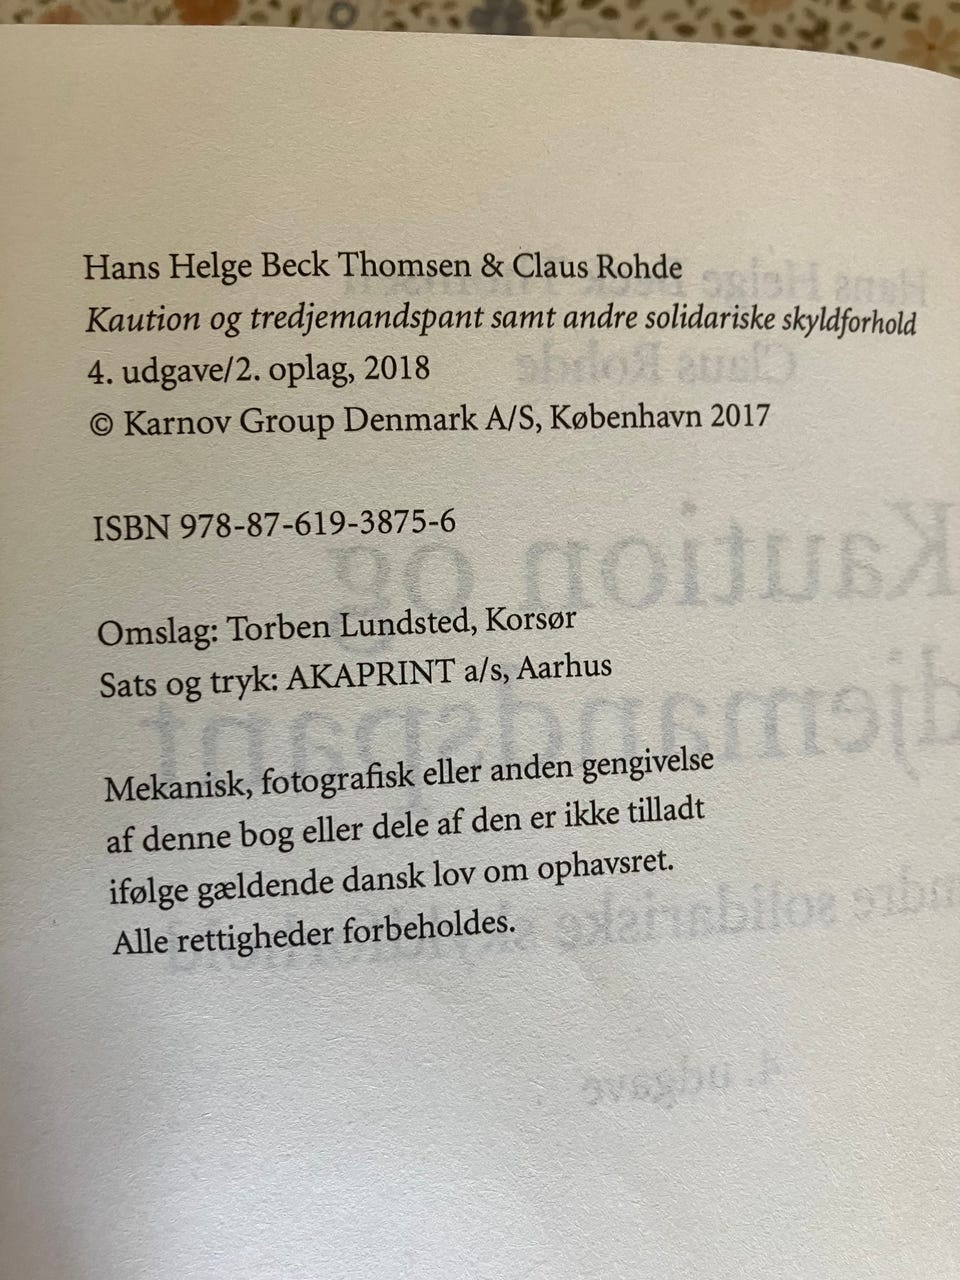 Hans Helge Beck Thomsen & Claus Rohde
Kaution og tredjemandspant samt andre solidariske skyldforhold
4. udgave/2. oplag, 2018
© Karnov Group Denmark A/S, København 2017
ISBN 978-87-619-3875-6
Omslag: Torben Lundsted, Korsør
Sats og tryk: AKAPRINT a/s, Aarhus
Mekanisk, fotografisk eller anden gengivelse
af denne bog eller dele af den er ikke tilladt
ifølge gældende dansk lov om ophavsret.
Alle rettigheder forbeholdes.